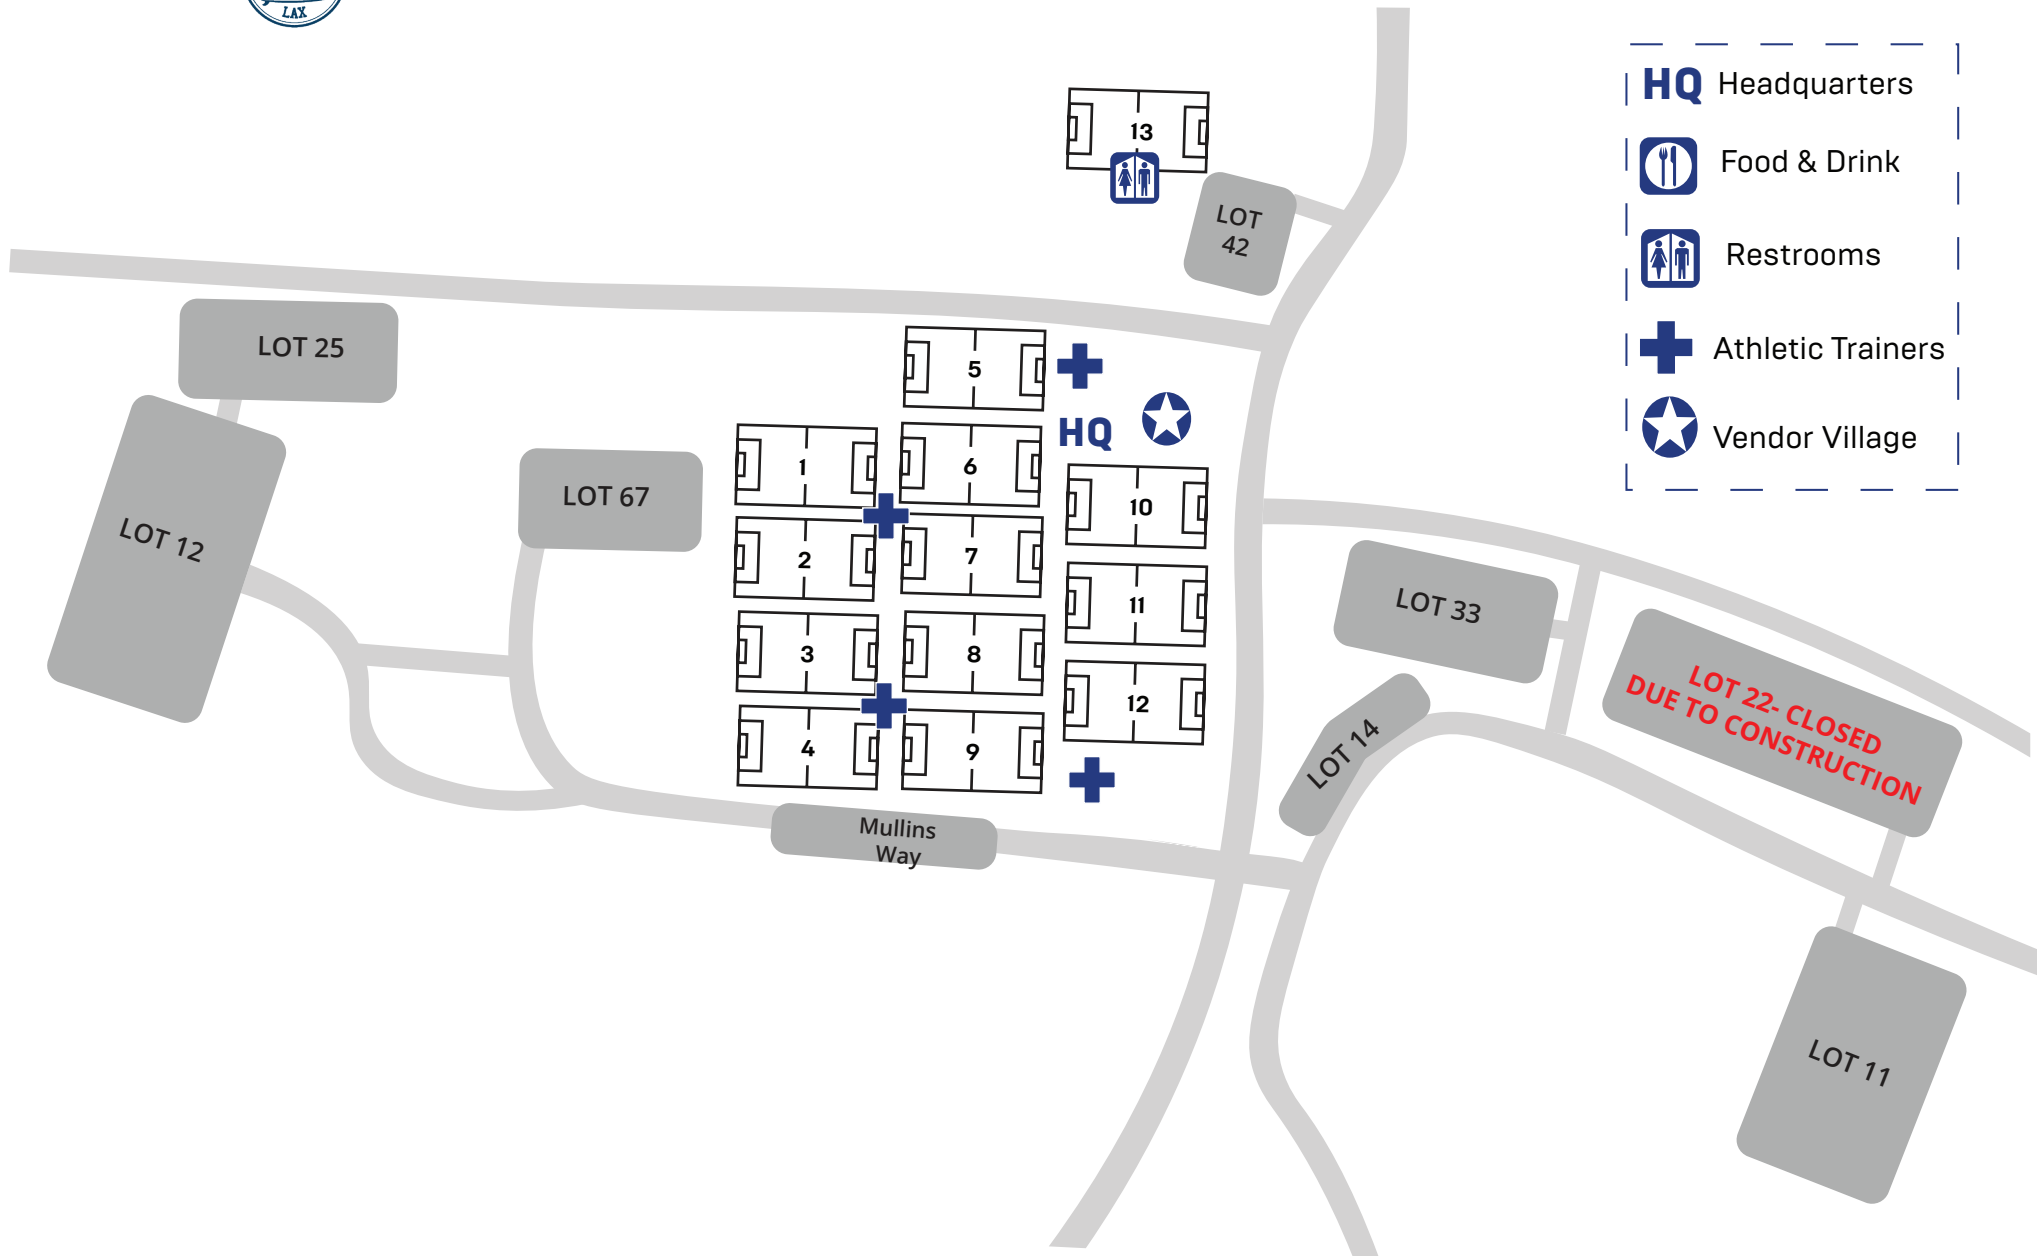 LAX
HQ Headquarters
Food & Drink
Restrooms
Athletic Trainers
Vendor Village
13
LOT
42
LOT 25
5
HQ
1
6
LOT 67
10
LOT 12
2
7
11
LOT 33
3
8
12
LOT 22- CLOSED
DUE TO CONSTRUCTION
4
9
LOT 14
Mullins
Way
LOT 11